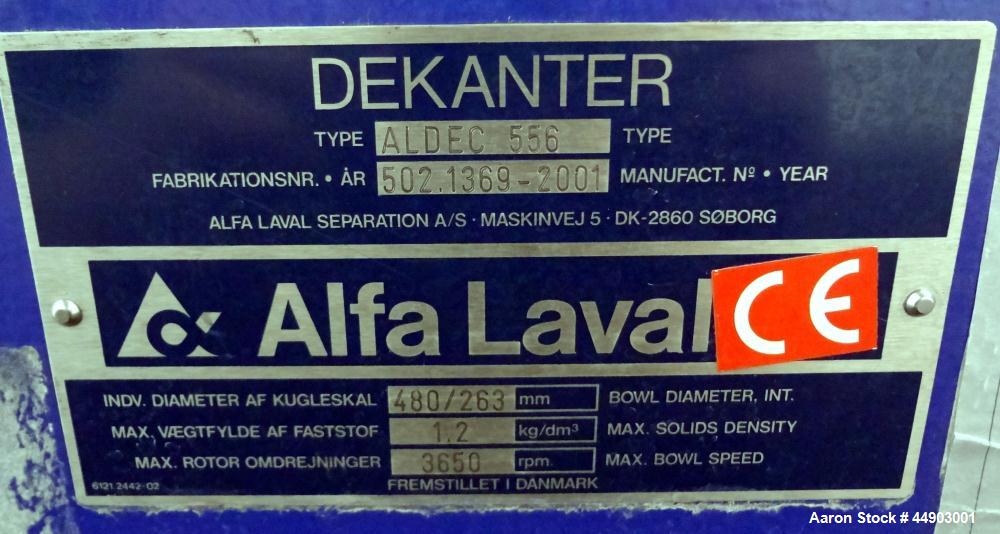 DEKANTER
TYPE ALDEC 556 TYPE
FABRIKATIONSNR. • ÅR 502.1369-2001 MANUFACT. Nº • YEAR
ALFA LAVAL SEPARATION A/S · MASKINVEJ 5 · DK-2860 SØBORG
Alfa Laval CE
INDV. DIAMETER AF KUGLESKAL 480/263 mm BOWL DIAMETER, INT.
MAX. VÆGTFYLDE AF FASTSTOF 1.2 kg/dm³ MAX. SOLIDS DENSITY
MAX. ROTOR OMDREJNINGER 3650 rpm. MAX. BOWL SPEED
6121.2442-02 FREMSTILLET I DANMARK
Aaron Stock # 44903001